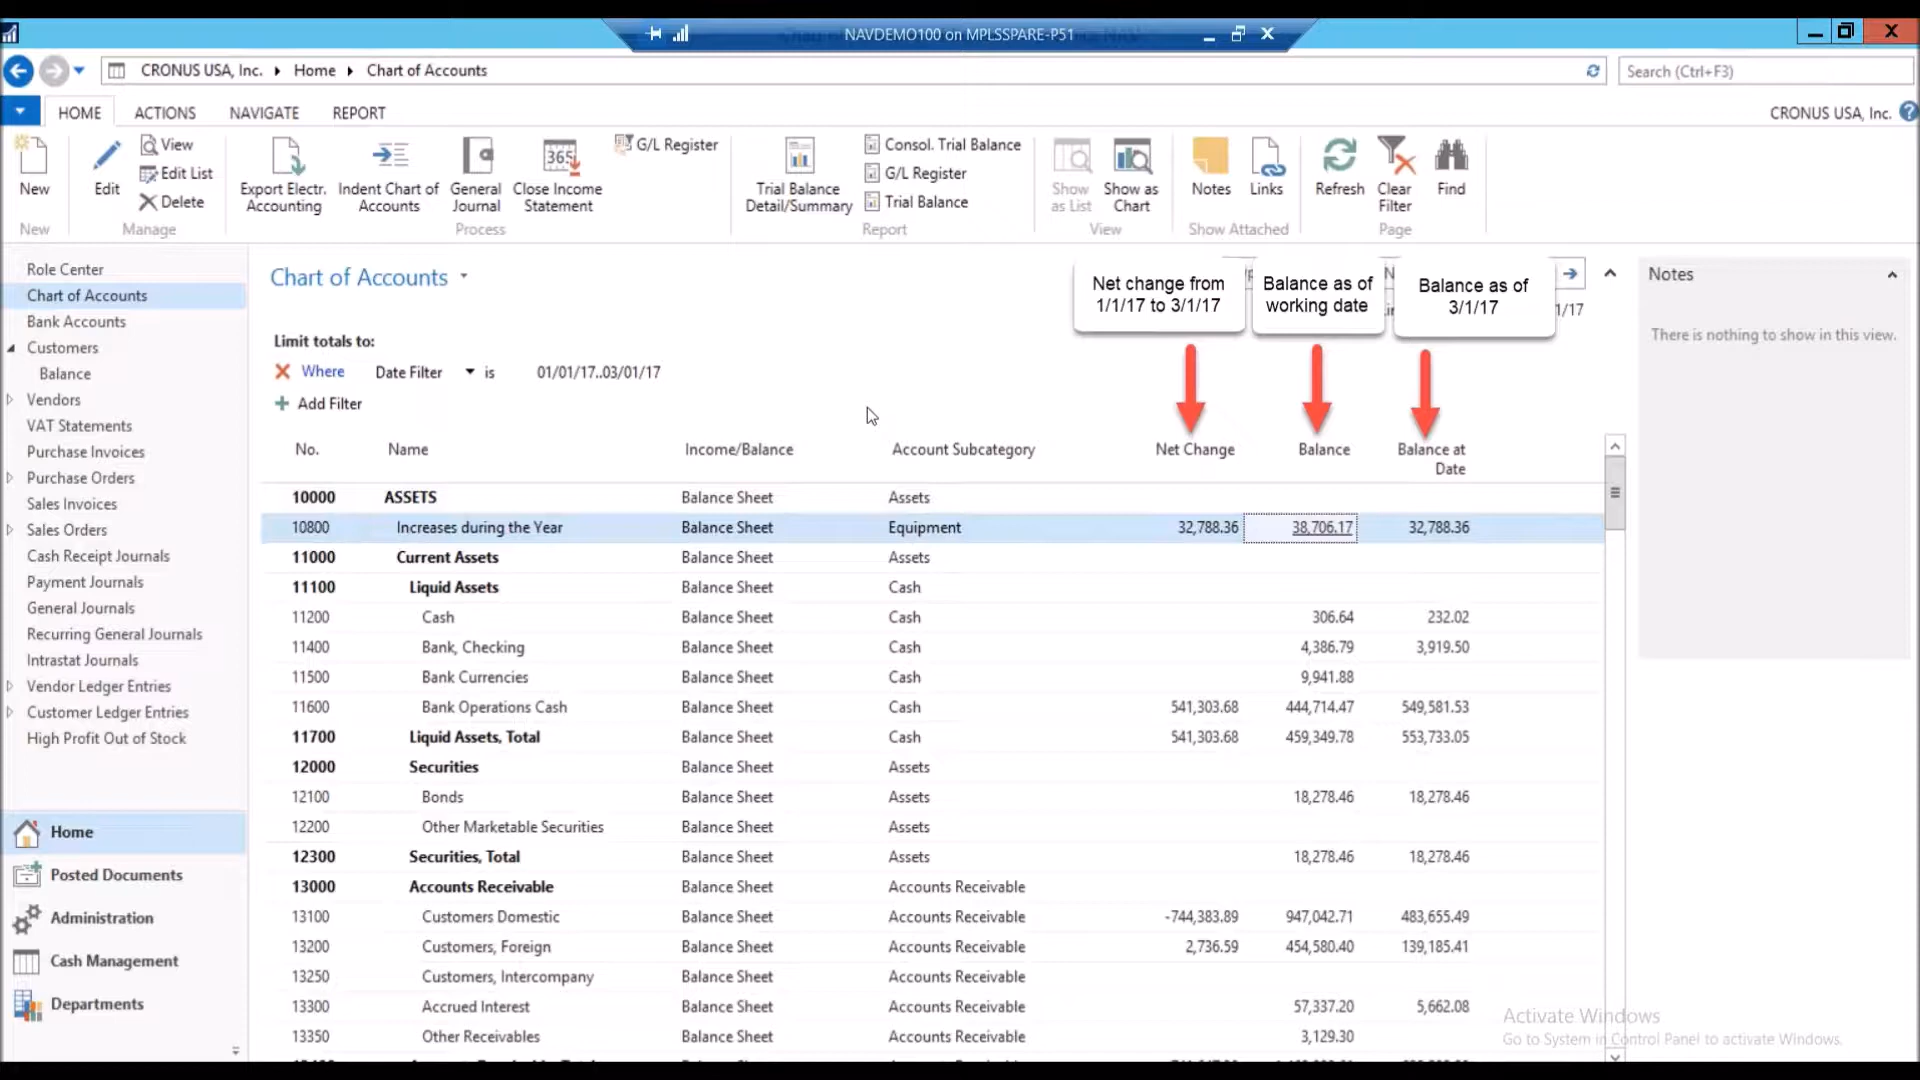 NAVDEMO100 on MPLSSPARE-P51
CRONUS USA, Inc. Home Chart of Accounts
Search (Ctrl+F3)
HOME ACTIONS NAVIGATE REPORT
CRONUS USA, Inc.
New
Edit
View
Edit List
Delete
Export Electr. Accounting
Indent Chart of Accounts
General Journal
365
Close Income Statement
G/L Register
Trial Balance Detail/Summary
Consol. Trial Balance
G/L Register
Trial Balance
Show as List
Show as Chart
Notes
Links
Refresh
Clear Filter
Find
New Manage Process Report View Show Attached Page
Role Center
Chart of Accounts
Bank Accounts
Customers
Balance
Vendors
VAT Statements
Purchase Invoices
Purchase Orders
Sales Invoices
Sales Orders
Cash Receipt Journals
Payment Journals
General Journals
Recurring General Journals
Intrastat Journals
Vendor Ledger Entries
Customer Ledger Entries
High Profit Out of Stock
Home
Posted Documents
Administration
Cash Management
Departments
Chart of Accounts
Net change from
1/1/17 to 3/1/17
Balance as of
working date
Balance as of
3/1/17
1/17
Limit totals to:
Where Date Filter is 01/01/17..03/01/17
Add Filter
No. Name Income/Balance Account Subcategory Net Change Balance Balance at Date
10000 ASSETS Balance Sheet Assets
10800 Increases during the Year Balance Sheet Equipment 32,788.36 38,706.17 32,788.36
11000 Current Assets Balance Sheet Assets
11100 Liquid Assets Balance Sheet Cash
11200 Cash Balance Sheet Cash 306.64 232.02
11400 Bank, Checking Balance Sheet Cash 4,386.79 3,919.50
11500 Bank Currencies Balance Sheet Cash 9,941.88
11600 Bank Operations Cash Balance Sheet Cash 541,303.68 444,714.47 549,581.53
11700 Liquid Assets, Total Balance Sheet Cash 541,303.68 459,349.78 553,733.05
12000 Securities Balance Sheet Assets
12100 Bonds Balance Sheet Assets 18,278.46 18,278.46
12200 Other Marketable Securities Balance Sheet Assets
12300 Securities, Total Balance Sheet Assets 18,278.46 18,278.46
13000 Accounts Receivable Balance Sheet Accounts Receivable
13100 Customers Domestic Balance Sheet Accounts Receivable -744,383.89 947,042.71 483,655.49
13200 Customers, Foreign Balance Sheet Accounts Receivable 2,736.59 454,580.40 139,185.41
13250 Customers, Intercompany Balance Sheet Accounts Receivable
13300 Accrued Interest Balance Sheet Accounts Receivable 57,337.20 5,662.08
13350 Other Receivables Balance Sheet Accounts Receivable 3,129.30
Notes
There is nothing to show in this view.
Activate Windows
Go to System in Control Panel to activate Windows.